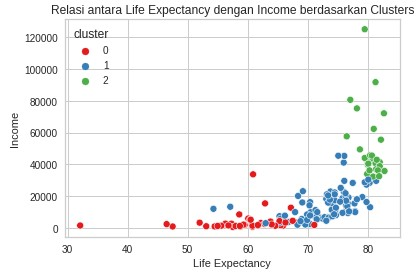 Relasi antara Life Expectancy dengan Income berdasarkan Clusters
cluster
0
1
2
120000
100000
80000
60000
40000
20000
0
Income
30 40 50 60 70 80
Life Expectancy